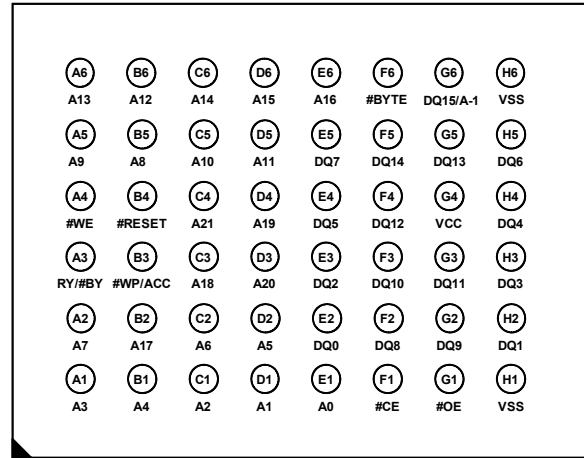 A6 B6 C6 D6 E6 F6 G6 H6
A13 A12 A14 A15 A16 #BYTE DQ15/A-1 VSS
A5 B5 C5 D5 E5 F5 G5 H5
A9 A8 A10 A11 DQ7 DQ14 DQ13 DQ6
A4 B4 C4 D4 E4 F4 G4 H4
#WE #RESET A21 A19 DQ5 DQ12 VCC DQ4
A3 B3 C3 D3 E3 F3 G3 H3
RY/#BY #WP/ACC A18 A20 DQ2 DQ10 DQ11 DQ3
A2 B2 C2 D2 E2 F2 G2 H2
A7 A17 A6 A5 DQ0 DQ8 DQ9 DQ1
A1 B1 C1 D1 E1 F1 G1 H1
A3 A4 A2 A1 A0 #CE #OE VSS